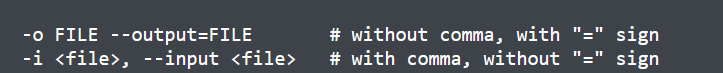 -o FILE --output=FILE       # without comma, with "=" sign
-i <file>, --input <file>   # with comma, without "=" sign